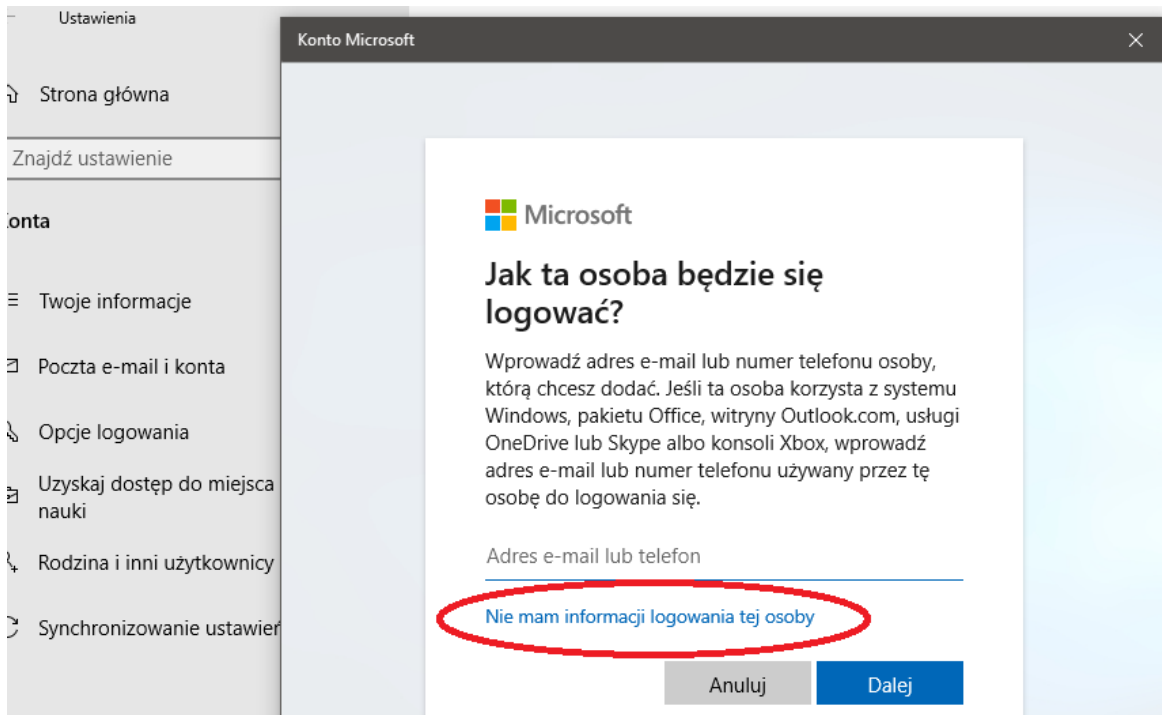 Ustawienia
Konto Microsoft
Strona główna
Znajdź ustawienie
Konta
Twoje informacje
Poczta e-mail i konta
Opcje logowania
Uzyskaj dostęp do miejsca
nauki
Rodzina i inni użytkownicy
Synchronizowanie ustawień
Microsoft
Jak ta osoba będzie się
logować?
Wprowadź adres e-mail lub numer telefonu osoby,
którą chcesz dodać. Jeśli ta osoba korzysta z systemu
Windows, pakietu Office, witryny Outlook.com, usługi
OneDrive lub Skype albo konsoli Xbox, wprowadź
adres e-mail lub numer telefonu używany przez tę
osobę do logowania się.
Adres e-mail lub telefon
Nie mam informacji logowania tej osoby
Anuluj
Dalej